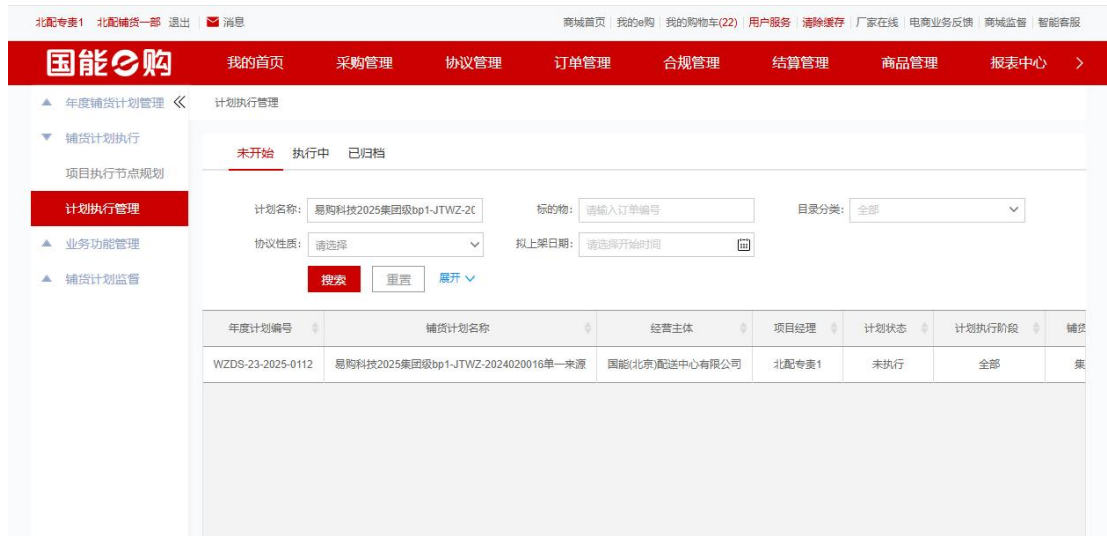 北配专麦1 北配铺货一部 退出 消息 商城首页 我的e购 我的购物车(22) 用户服务 清除缓存 厂家在线 电商业务反馈 商城监督 智能客服
国能e购 我的首页 采购管理 协议管理 订单管理 合规管理 结算管理 商品管理 报表中心
年度铺货计划管理 计划执行管理
铺货计划执行
未开始 执行中 已归档
项目执行节点规划
计划执行管理
计划名称: 易购科技2025集团级bp1-JTWZ-20 标的物: 请输入订单编号 目录分类: 全部
业务功能管理 协议性质: 请选择 拟上架日期: 请选择开始时间
铺货计划监督 搜索 重置 展开
年度计划编号 铺货计划名称 经营主体 项目经理 计划状态 计划执行阶段 铺货
WZDS-23-2025-0112 易购科技2025集团级bp1-JTWZ-2024020016单一来源 国能(北京)配送中心有限公司 北配专麦1 未执行 全部 集